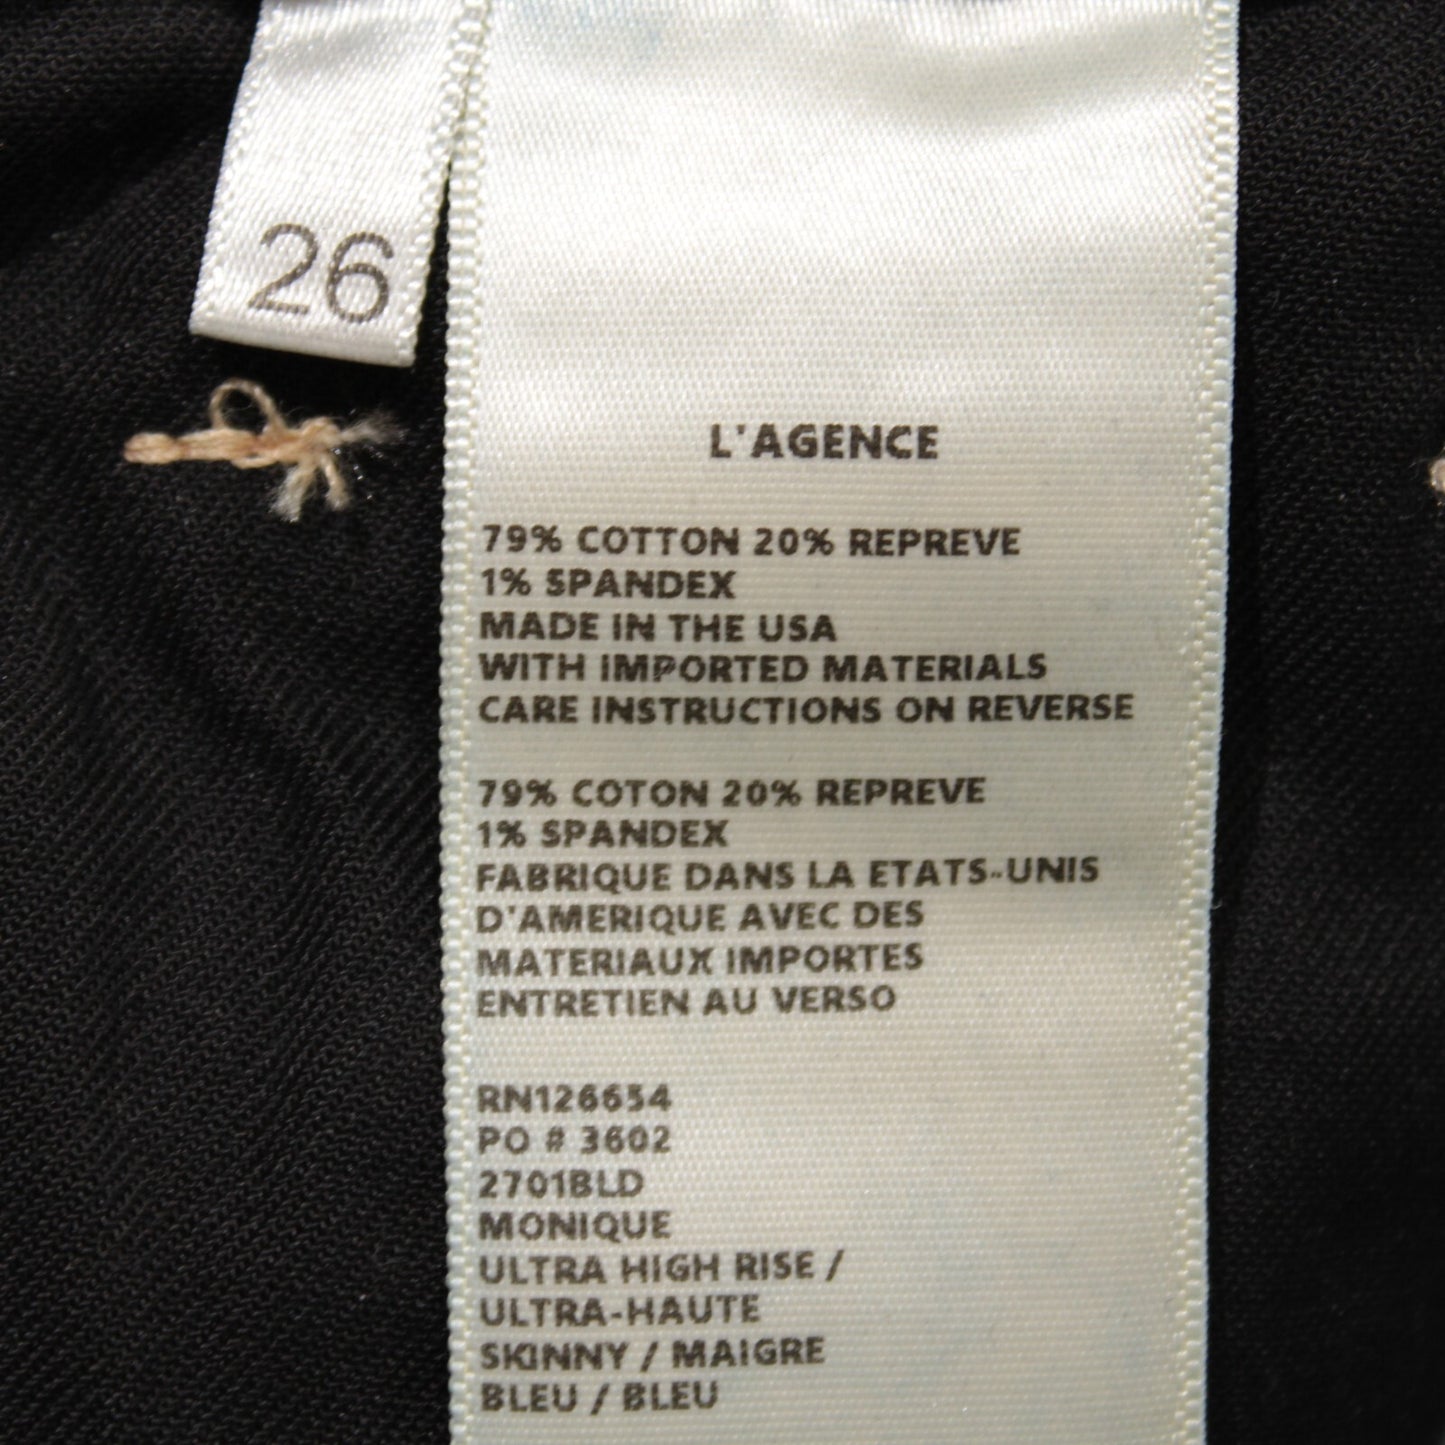 26
L'AGENCE
79% COTTON 20% REPREVE
1% SPANDEX
MADE IN THE USA
WITH IMPORTED MATERIALS
CARE INSTRUCTIONS ON REVERSE
79% COTON 20% REPREVE
1% SPANDEX
FABRIQUE DANS LA ETATS-UNIS
D'AMERIQUE AVEC DES
MATERIAUX IMPORTES
ENTRETIEN AU VERSO
RN126654
PO # 3602
2701BLD
MONIQUE
ULTRA HIGH RISE /
ULTRA-HAUTE
SKINNY / MAIGRE
BLEU / BLEU